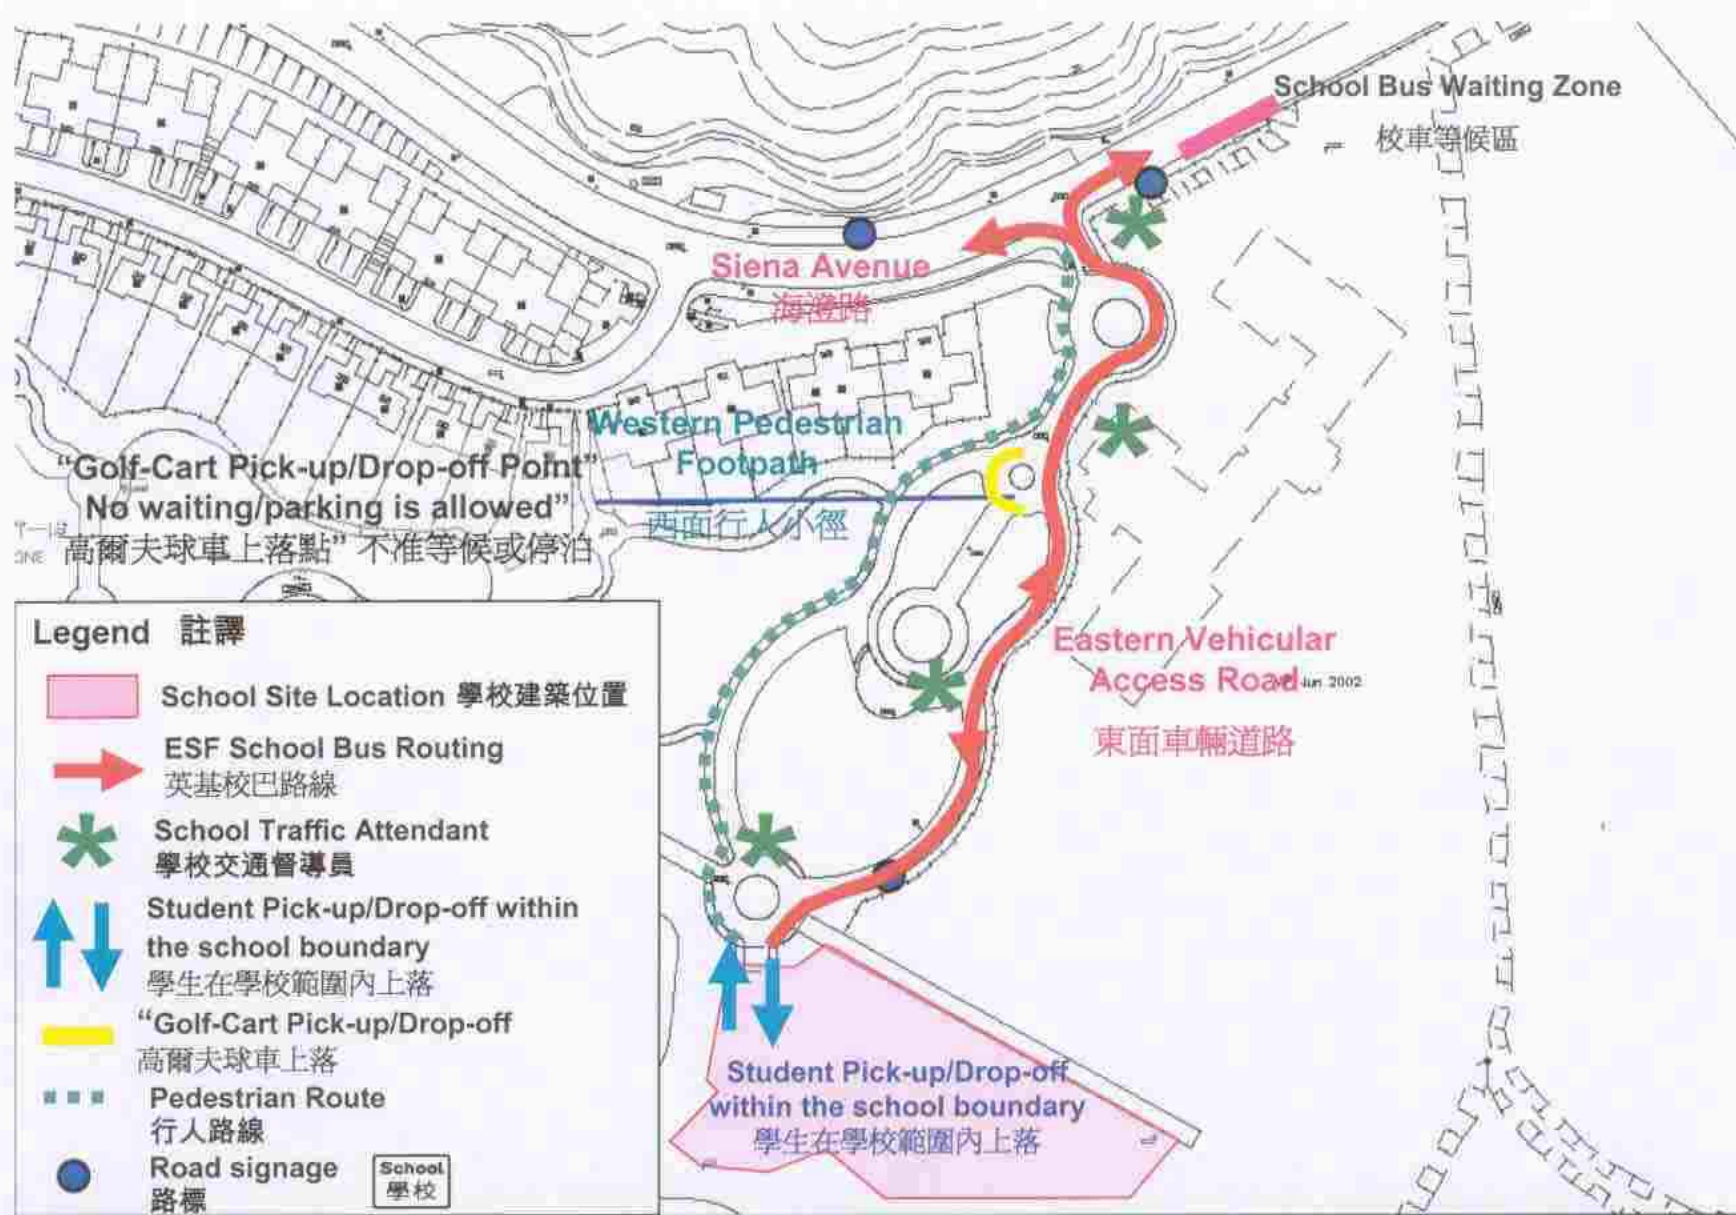 School Bus Waiting Zone
校車等候區
Siena Avenue
海澄路
Western Pedestrian
Footpath
西面行人小徑
“Golf-Cart Pick-up/Drop-off Point”
No waiting/parking is allowed”
高爾夫球車上落點” 不准等候或停泊
Eastern Vehicular
Access Road
Jun 2002
東面車輛道路
Legend 註譯
School Site Location 學校建築位置
ESF School Bus Routing
英基校巴路線
School Traffic Attendant
學校交通督導員
Student Pick-up/Drop-off within
the school boundary
學生在學校範圍內上落
“Golf-Cart Pick-up/Drop-off
高爾夫球車上落
Pedestrian Route
行人路線
Road signage
路標
School
學校
Student Pick-up/Drop-off
within the school boundary
學生在學校範圍內上落